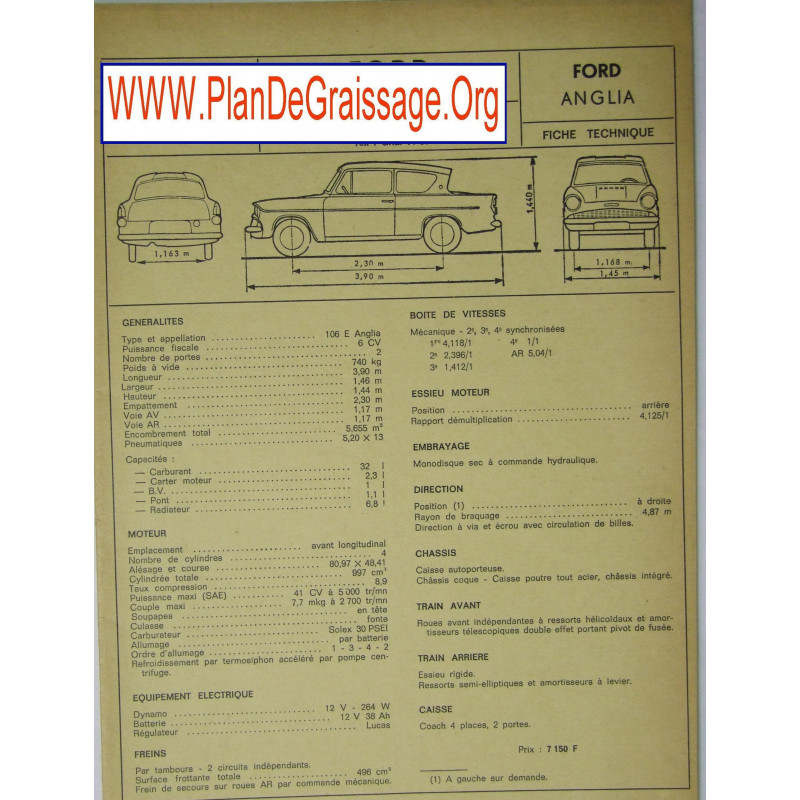 FORD
WWW.PlanDeGraissage.Org
FORD
ANGLIA
FICHE TECHNIQUE
1,163 m
2,30 m
3,90 m
1,440 m
1,168 m
1,45 m
GENERALITES
Type et appellation 106 E Anglia
Puissance fiscale 6 CV
Nombre de portes 2
Poids à vide 740 kg
Longueur 3,90 m
Largeur 1,46 m
Hauteur 1,44 m
Empattement 2,30 m
Voie AV 1,17 m
Voie AR 1,17 m
Encombrement total 5,655 m²
Pneumatiques 5,20 × 13
Capacités :
— Carburant 32 l
— Carter moteur 2,3 l
— B.V. 1 l
— Pont 1,1 l
— Radiateur 6,8 l
MOTEUR
Emplacement avant longitudinal
Nombre de cylindres 4
Alésage et course 80,97 × 48,41
Cylindrée totale 997 cm³
Taux compression 8,9
Puissance maxi (SAE) 41 CV à 5 000 tr/mn
Couple maxi 7,7 mkg à 2 700 tr/mn
Soupapes en tête
Culasse fonte
Carburateur Solex 30 PSEI
Allumage par batterie
Ordre d'allumage 1 - 3 - 4 - 2
Refroidissement par termosiphon accéléré par pompe cen-
trifuge.
EQUIPEMENT ELECTRIQUE
Dynamo 12 V - 264 W
Batterie 12 V 38 Ah
Régulateur Lucas
FREINS
Par tambours - 2 circuits indépendants.
Surface frottante totale 496 cm²
Frein de secours sur roues AR par commande mécanique.
BOITE DE VITESSES
Mécanique - 2e, 3e, 4e synchronisées
1re 4,118/1 4e 1/1
2e 2,396/1 AR 5,04/1
3e 1,412/1
ESSIEU MOTEUR
Position arrière
Rapport démultiplication 4,125/1
EMBRAYAGE
Monodisque sec à commande hydraulique.
DIRECTION
Position (1) à droite
Rayon de braquage 4,87 m
Direction à via et écrou avec circulation de billes.
CHASSIS
Caisse autoporteuse.
Châssis coque - Caisse poutre tout acier, châssis intégré.
TRAIN AVANT
Roues avant indépendantes à ressorts hélicoïdaux et amor-
tisseurs télescopiques double effet portant pivot de fusée.
TRAIN ARRIERE
Essieu rigide.
Ressorts semi-elliptiques et amortisseurs à levier.
CAISSE
Coach 4 places, 2 portes.
Prix : 7 150 F
(1) A gauche sur demande.